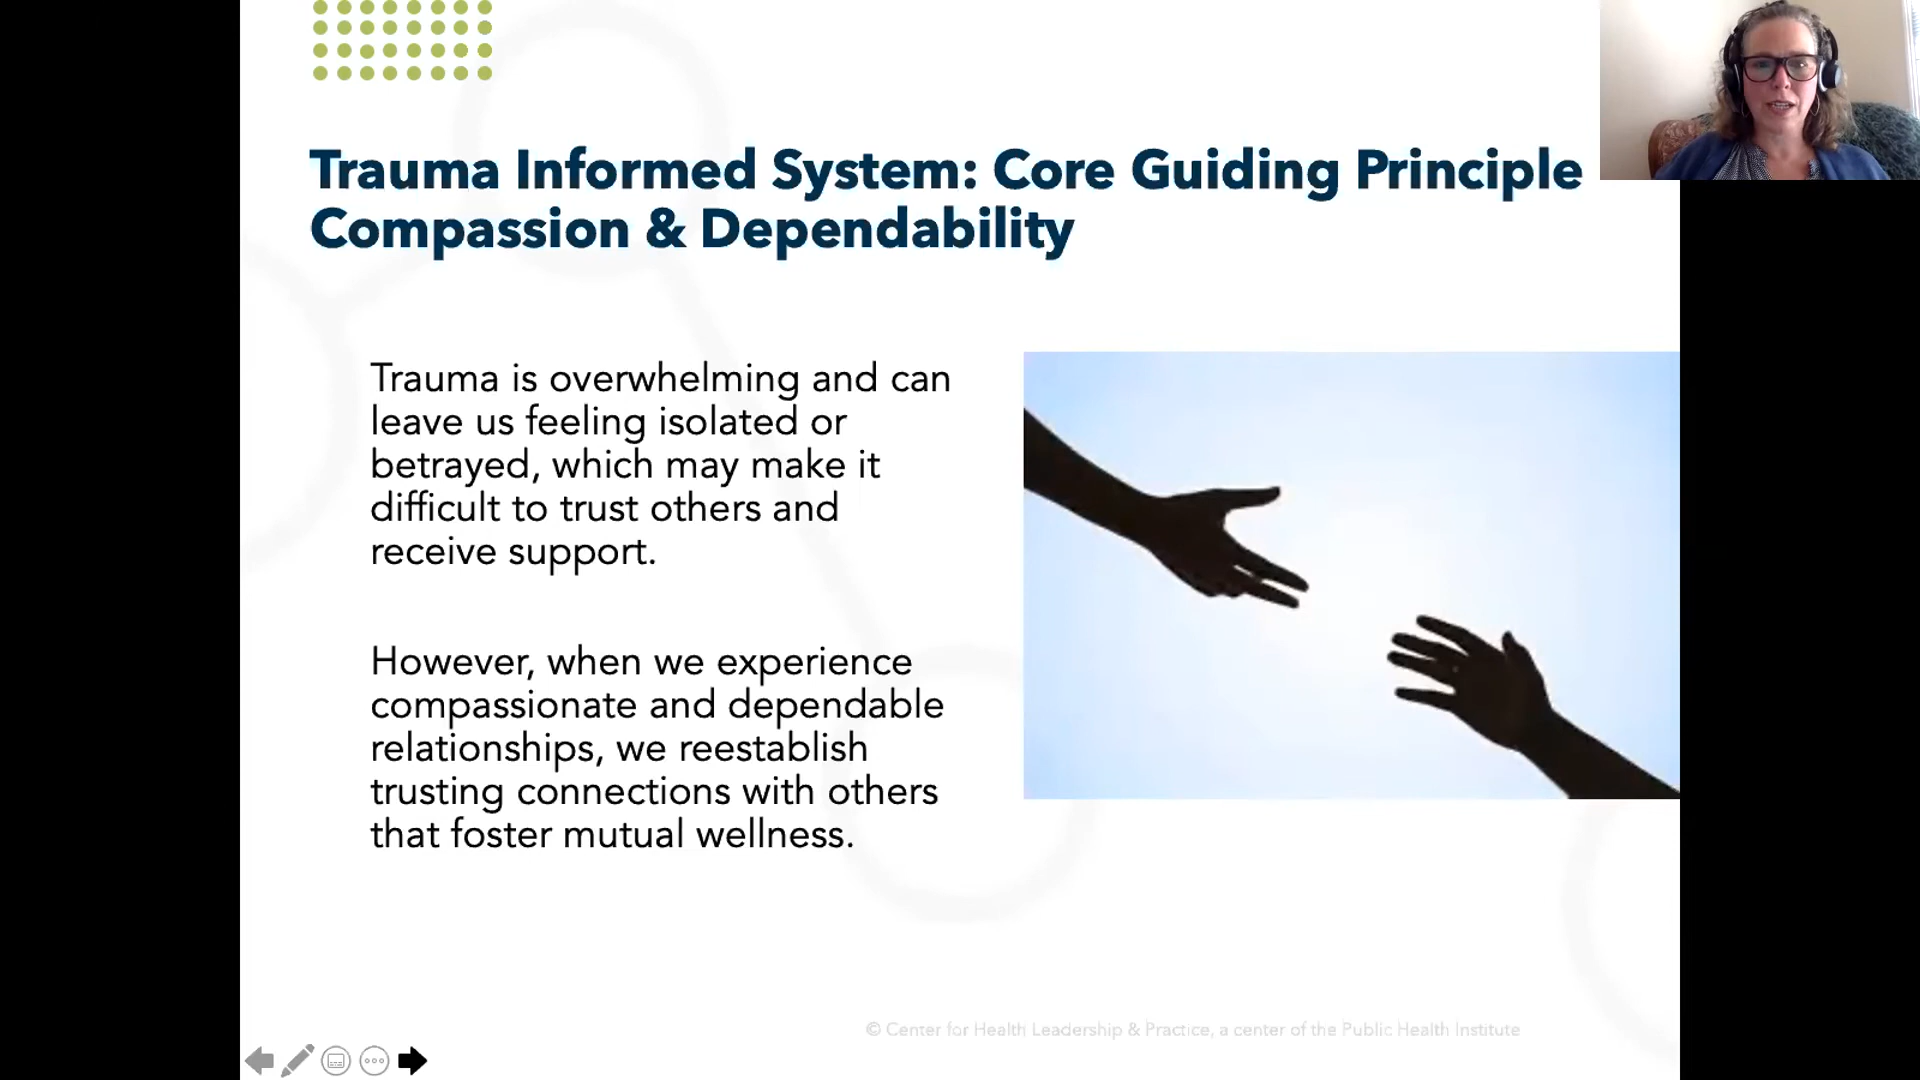 Trauma Informed System: Core Guiding Principle
Compassion & Dependability
Trauma is overwhelming and can
leave us feeling isolated or
betrayed, which may make it
difficult to trust others and
receive support.
However, when we experience
compassionate and dependable
relationships, we reestablish
trusting connections with others
that foster mutual wellness.
© Center for Health Leadership & Practice, a center of the Public Health Institute